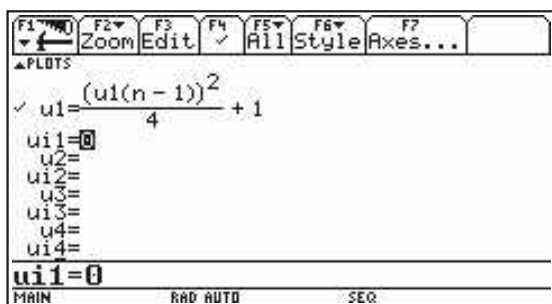 F1 F2 F3 F4 F5 F6 F7
Zoom Edit ✓ All Style Axes...
▲PLOTS
✓ u1=(u1(n - 1))²/4 + 1
ui1=0
u2=
ui2=
u3=
ui3=
u4=
ui4=
ui1=0
MAIN RAD AUTO SEQ